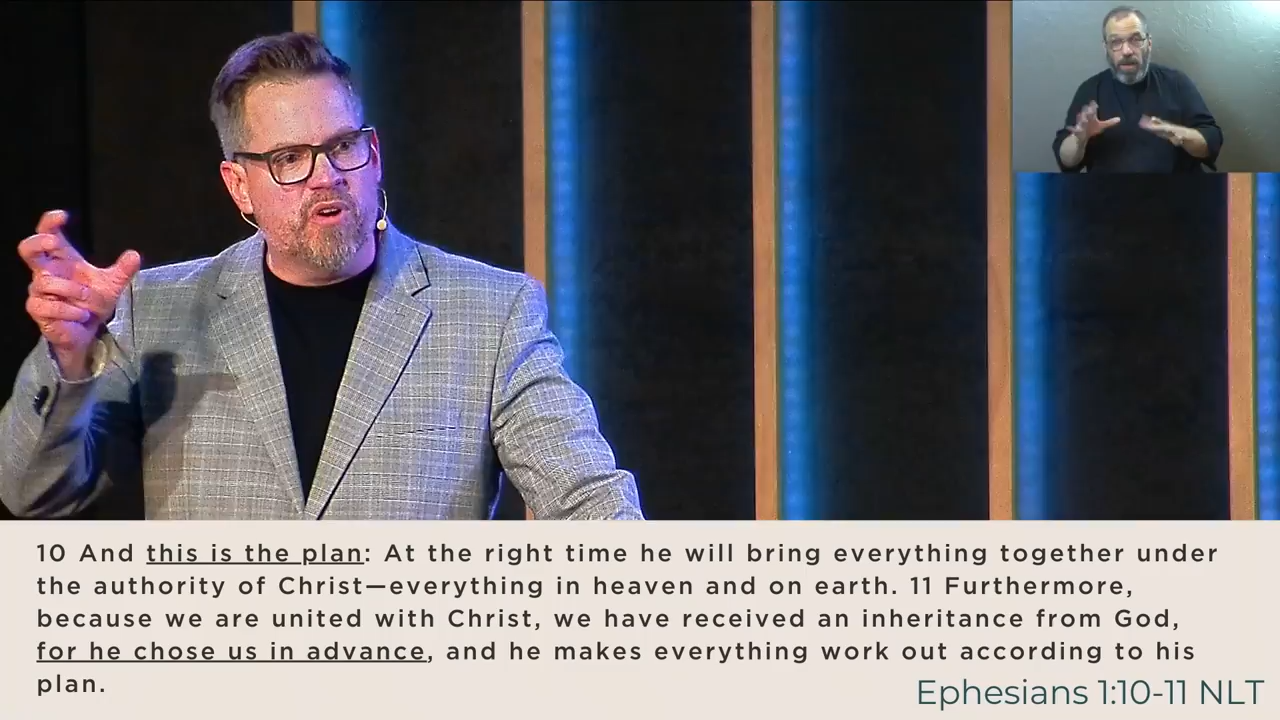 10 And this is the plan: At the right time he will bring everything together under
the authority of Christ—everything in heaven and on earth. 11 Furthermore,
because we are united with Christ, we have received an inheritance from God,
for he chose us in advance, and he makes everything work out according to his
plan.
Ephesians 1:10-11 NLT